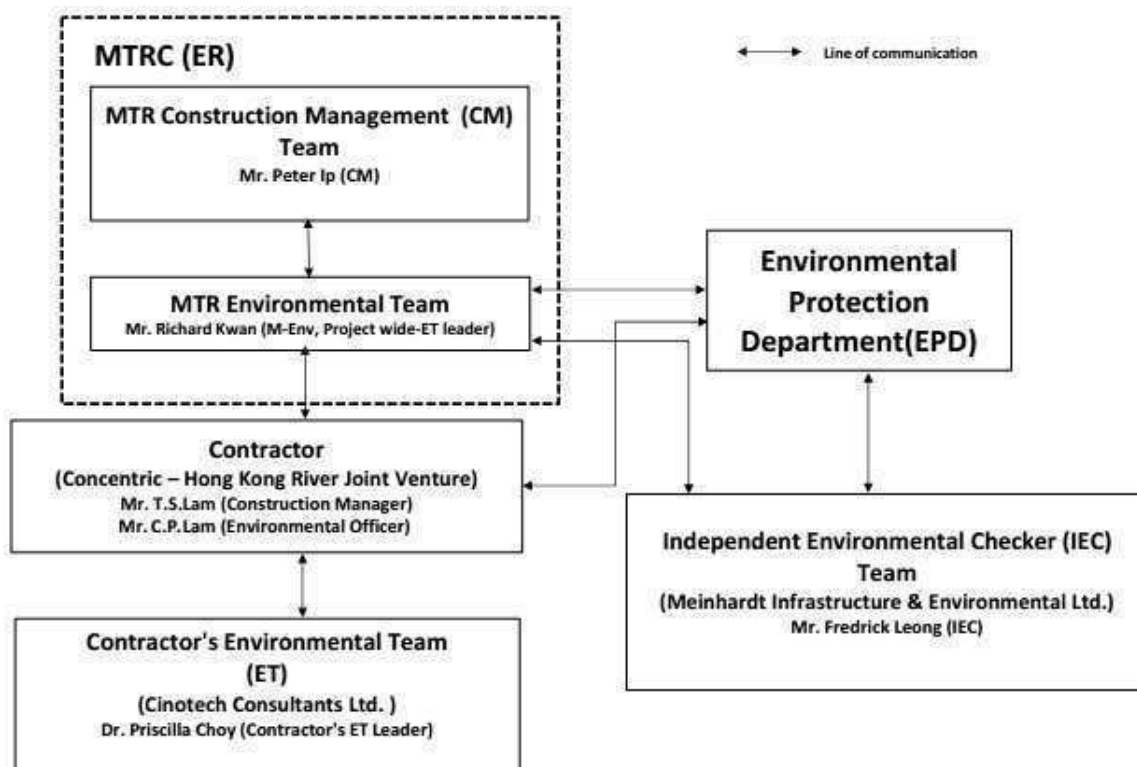 MTRC (ER)
Line of communication
MTR Construction Management (CM)
Team
Mr. Peter Ip (CM)
MTR Environmental Team
Mr. Richard Kwan (M-Env, Project wide-ET leader)
Environmental
Protection
Department(EPD)
Contractor
(Concentric – Hong Kong River Joint Venture)
Mr. T.S.Lam (Construction Manager)
Mr. C.P.Lam (Environmental Officer)
Independent Environmental Checker (IEC)
Team
(Meinhardt Infrastructure & Environmental Ltd.)
Mr. Fredrick Leong (IEC)
Contractor's Environmental Team
(ET)
(Cinotech Consultants Ltd. )
Dr. Priscilla Choy (Contractor's ET Leader)